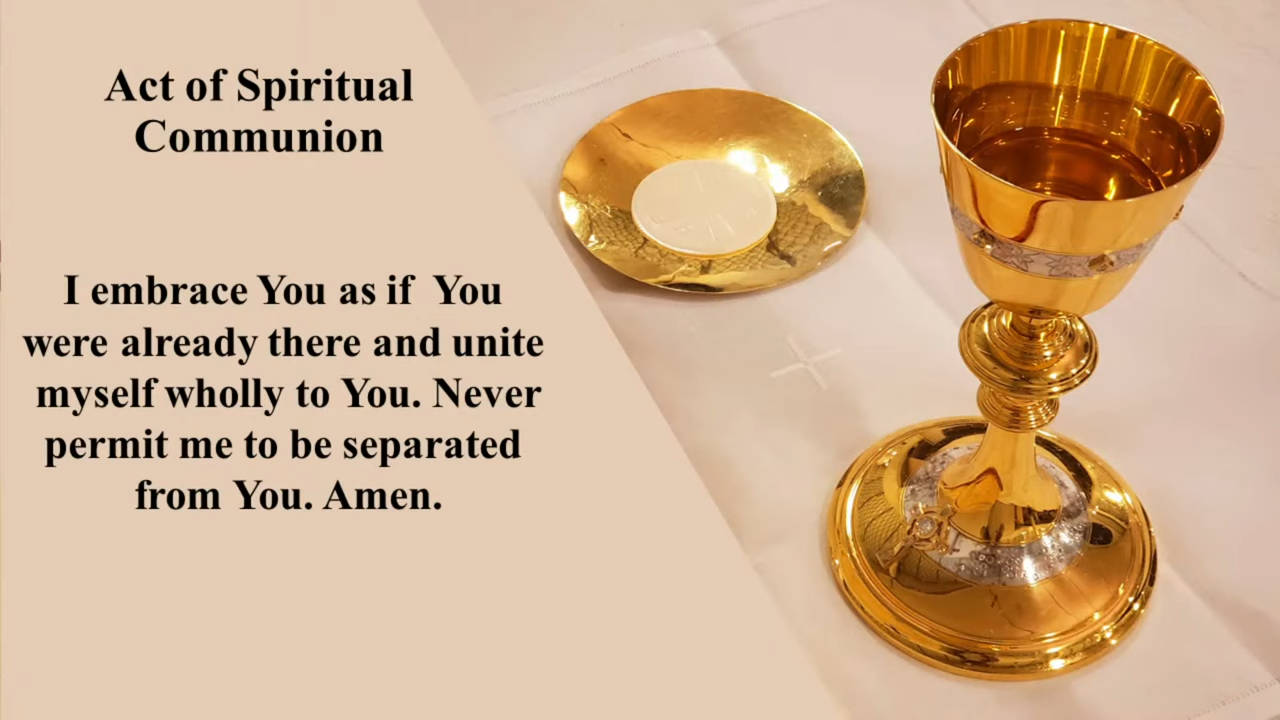 Act of Spiritual
Communion
I embrace You as if  You
were already there and unite
myself wholly to You. Never
permit me to be separated
from You. Amen.